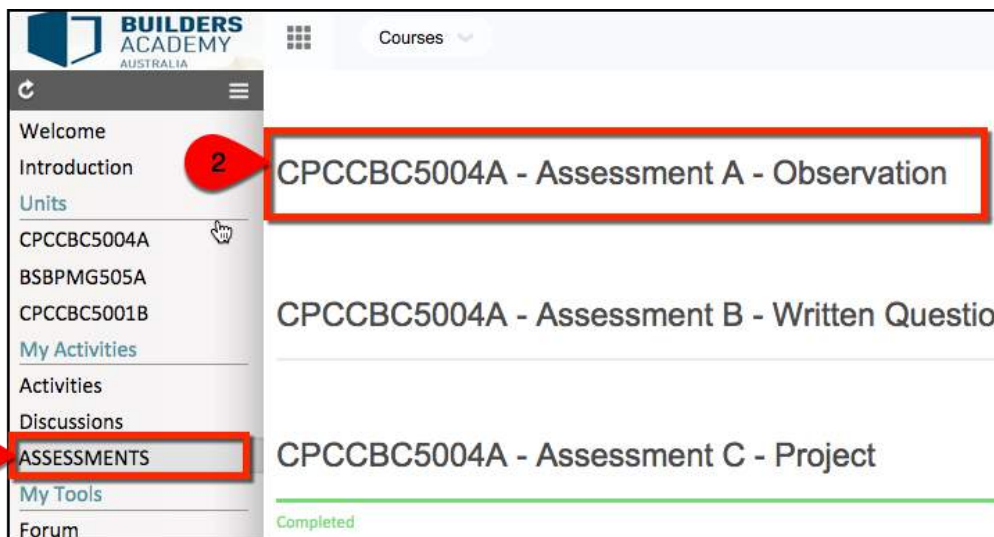 BUILDERS
ACADEMY
AUSTRALIA
Courses
Welcome
Introduction
Units
CPCCBC5004A
BSBPMG505A
CPCCBC5001B
My Activities
Activities
Discussions
ASSESSMENTS
My Tools
Forum
2
CPCCBC5004A - Assessment A - Observation
CPCCBC5004A - Assessment B - Written Questio
CPCCBC5004A - Assessment C - Project
Completed